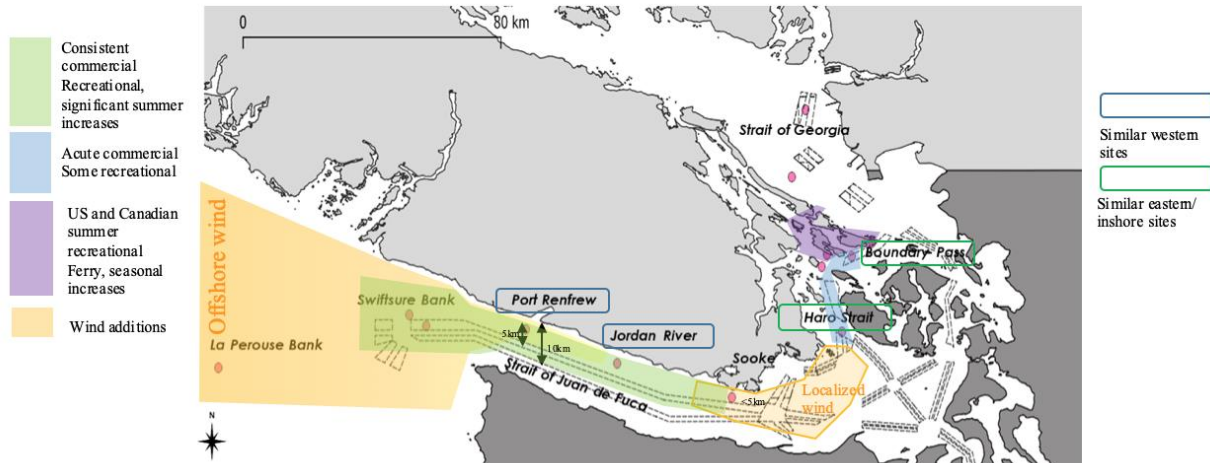 Consistent
commercial
Recreational,
significant summer
increases
Acute commercial
Some recreational
US and Canadian
summer
recreational
Ferry, seasonal
increases
Wind additions
0
80 km
Strait of Georgia
Boundary Pass
Haro Strait
Offshore wind
Swiftsure Bank
La Perouse Bank
Port Renfrew
5km
10km
Jordan River
Sooke
Strait of Juan de Fuca
<5km
Localized
wind
N
Similar western
sites
Similar eastern/
inshore sites